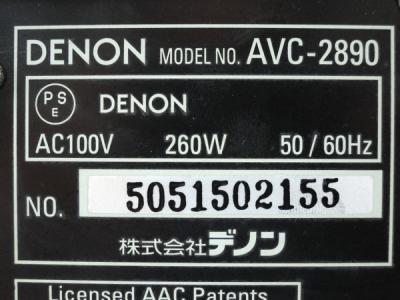 DENON MODEL NO. AVC-2890
PS
E
DENON
AC100V 260W 50 / 60Hz
NO. 5051502155
株式会社デノン
Licensed AAC Patents